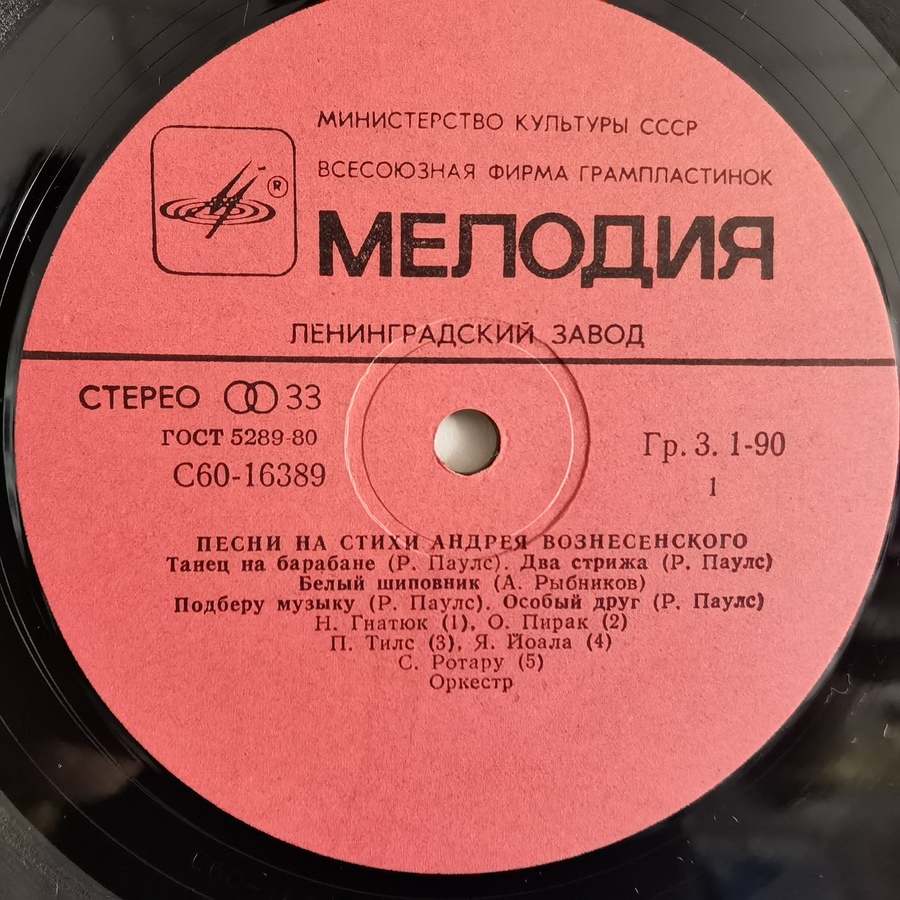 МИНИСТЕРСТВО КУЛЬТУРЫ СССР
ВСЕСОЮЗНАЯ ФИРМА ГРАМПЛАСТИНОК
®
МЕЛОДИЯ
ЛЕНИНГРАДСКИЙ ЗАВОД
СТЕРЕО 33
ГОСТ 5289-80
С60-16389
Гр. 3. 1-90
1
ПЕСНИ НА СТИХИ АНДРЕЯ ВОЗНЕСЕНСКОГО
Танец на барабане (Р. Паулс). Два стрижа (Р. Паулс)
Белый шиповник (А. Рыбников)
Подберу музыку (Р. Паулс). Особый друг (Р. Паулс)
Н. Гнатюк (1), О. Пирак (2)
П. Тилс (3), Я. Йоала (4)
С. Ротару (5)
Оркестр